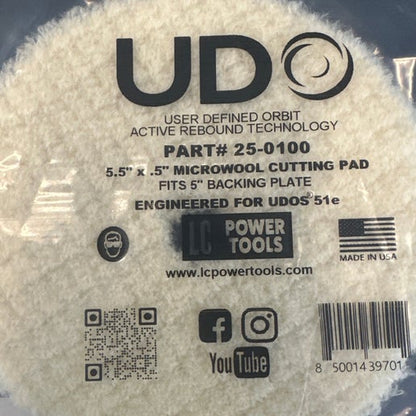 UDO
USER DEFINED ORBIT
ACTIVE REBOUND TECHNOLOGY
PART# 25-0100
5.5" x .5" MICROWOOL CUTTING PAD
FITS 5" BACKING PLATE
ENGINEERED FOR UDOS 51e
LC POWER TOOLS
MADE IN USA
www.lcpowertools.com
YouTube
8 50014 39701